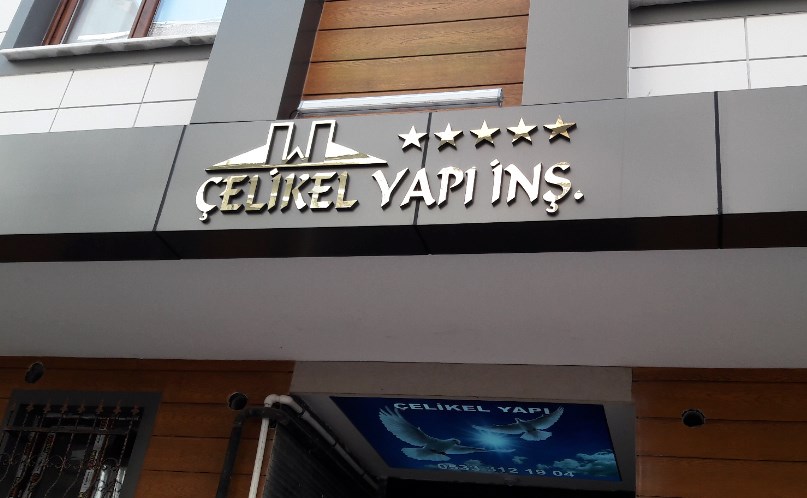 ÇELİKEL YAPI İNŞ.
ÇELİKEL YAPI
0533 312 19 04